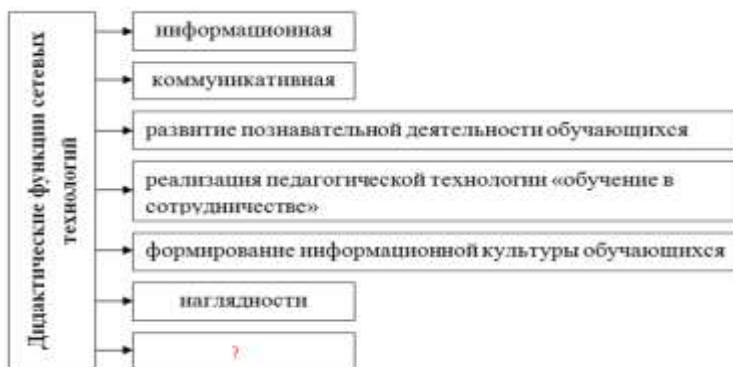 Дидактические функции сетевых
технологий
информационная
коммуникативная
развитие познавательной деятельности обучающихся
реализация педагогической технологии «обучение в
сотрудничестве»
формирование информационной культуры обучающихся
наглядности
?